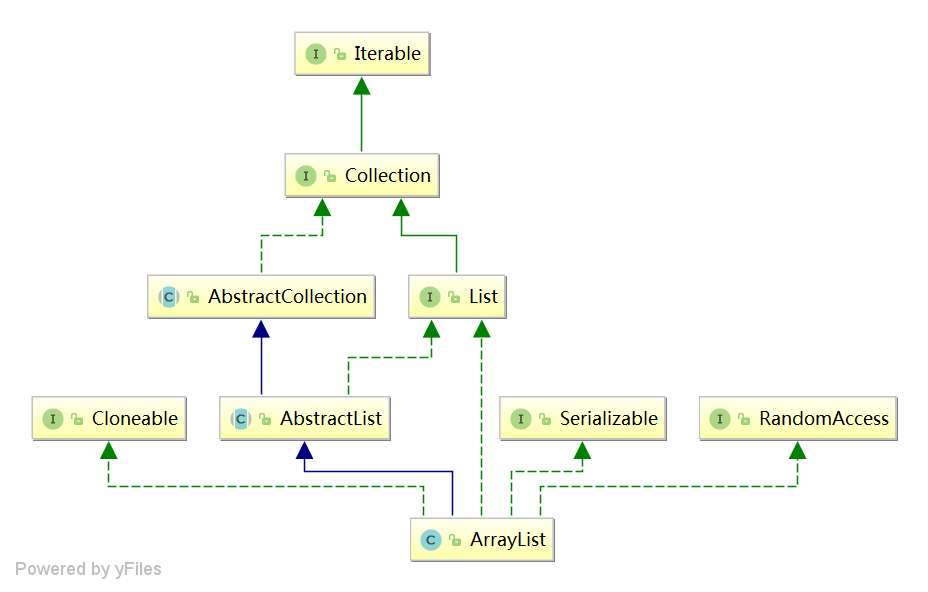 I Iterable
I Collection
C AbstractCollection
I List
I Cloneable
C AbstractList
I Serializable
I RandomAccess
C ArrayList
Powered by yFiles